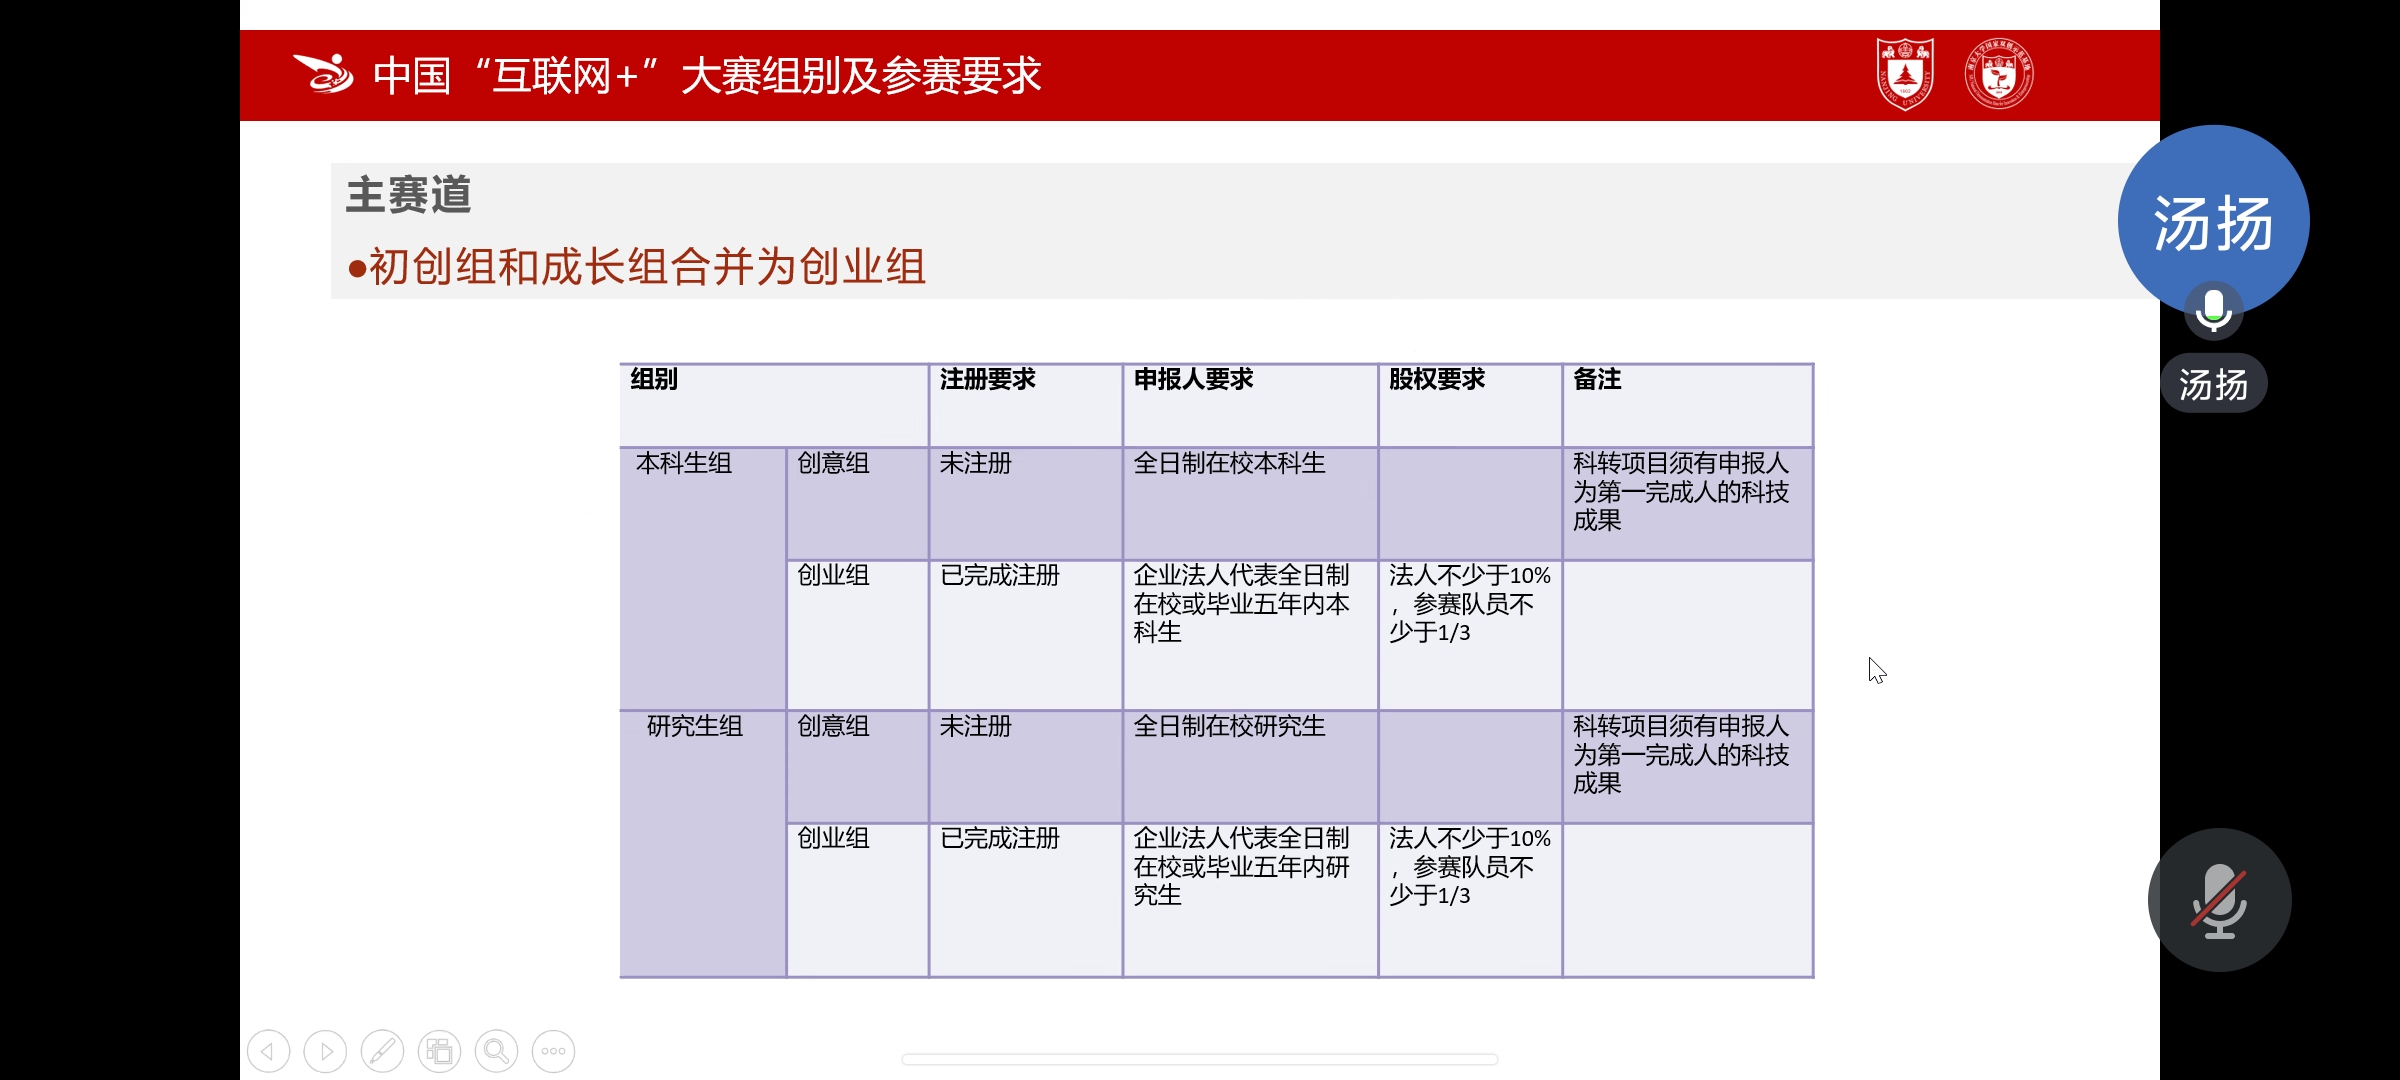 中国“互联网+”大赛组别及参赛要求
主赛道
●初创组和成长组合并为创业组
组别 注册要求 申报人要求 股权要求 备注
本科生组 创意组 未注册 全日制在校本科生 科转项目须有申报人
为第一完成人的科技
成果
创业组 已完成注册 企业法人代表全日制 法人不少于10%
在校或毕业五年内本 ，参赛队员不
科生 少于1/3
研究生组 创意组 未注册 全日制在校研究生 科转项目须有申报人
为第一完成人的科技
成果
创业组 已完成注册 企业法人代表全日制 法人不少于10%
在校或毕业五年内研 ，参赛队员不
究生 少于1/3
汤扬
汤扬
NANJING UNIVERSITY
1902